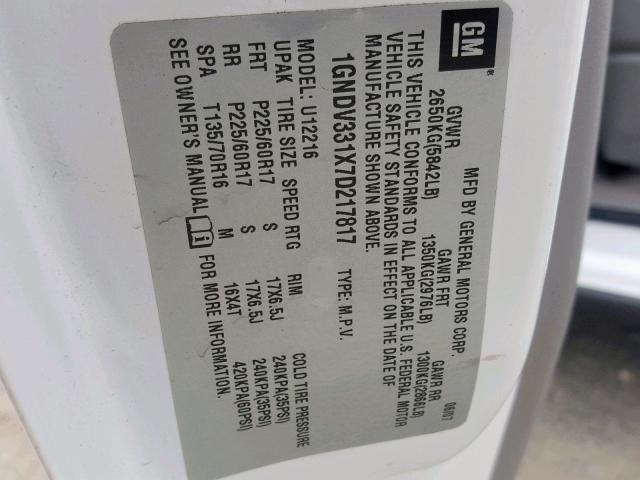 GM
®
MFD BY GENERAL MOTORS CORP. 06/07
GVWR GAWR FRT GAWR RR
2650KG(5842LB) 1350KG(2976LB) 1300KG(2866LB)
THIS VEHICLE CONFORMS TO ALL APPLICABLE U.S. FEDERAL MOTOR
VEHICLE SAFETY STANDARDS IN EFFECT ON THE DATE OF
MANUFACTURE SHOWN ABOVE.
1GNDV331X7D217817 TYPE: M.P.V.
MODEL: U12216
UPAK TIRE SIZE SPEED RTG RIM COLD TIRE PRESSURE
FRT P225/60R17 S 17X6.5J 240KPA(35PSI)
RR P225/60R17 S 17X6.5J 240KPA(35PSI)
SPA T135/70R16 M 16X4T 420KPA(60PSI)
SEE OWNER'S MANUAL FOR MORE INFORMATION.